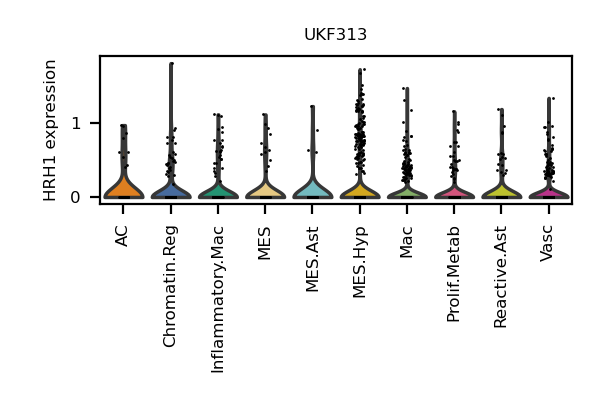 UKF313
HRH1 expression
1
0
AC
Chromatin.Reg
Inflammatory.Mac
MES
MES.Ast
MES.Hyp
Mac
Prolif.Metab
Reactive.Ast
Vasc